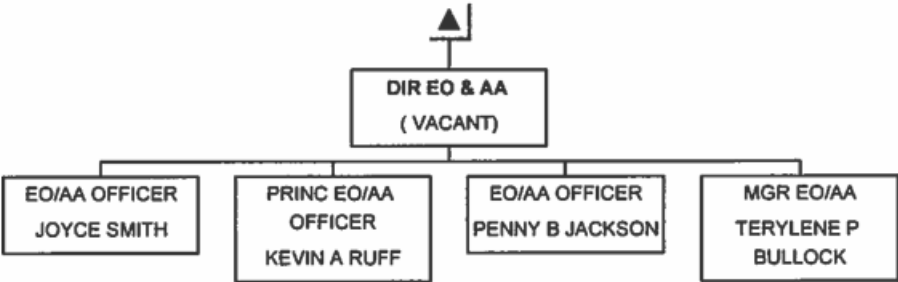 DIR EO & AA
( VACANT)
EO/AA OFFICER
JOYCE SMITH
PRINC EO/AA
OFFICER
KEVIN A RUFF
EO/AA OFFICER
PENNY B JACKSON
MGR EO/AA
TERYLENE P
BULLOCK